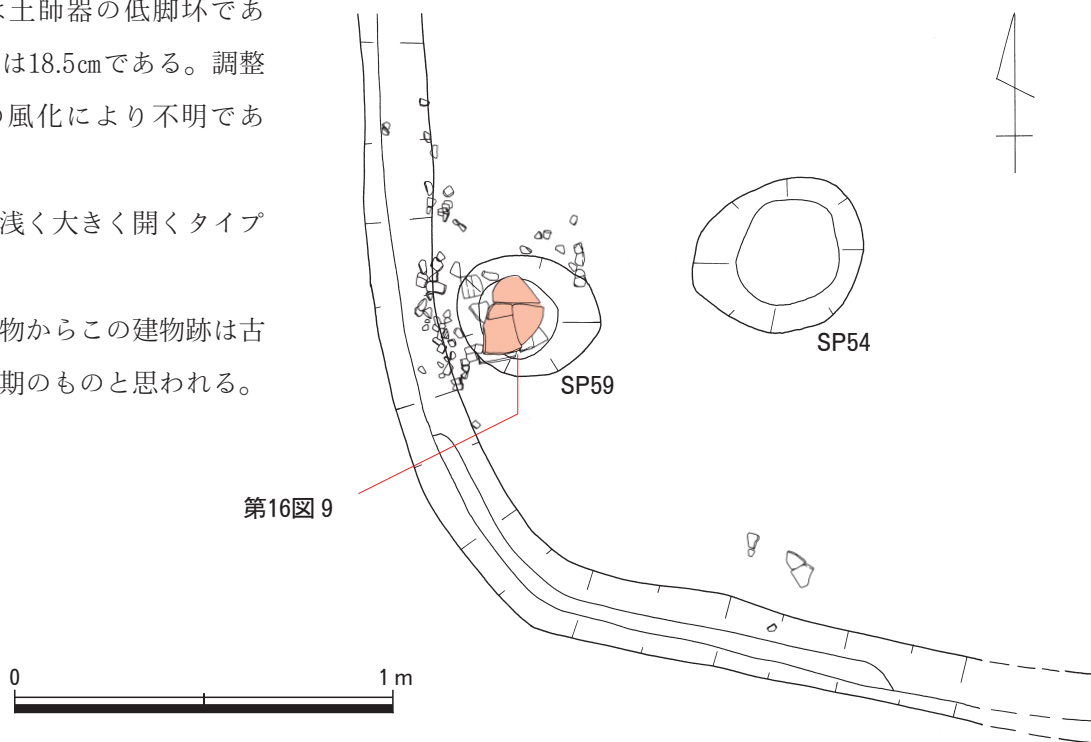 は土師器の低脚坏であ
は18.5㎝である。調整
の風化により不明であ
浅く大きく開くタイプ
物からこの建物跡は古
期のものと思われる。
SP54
SP59
第16図 9
0
1 m